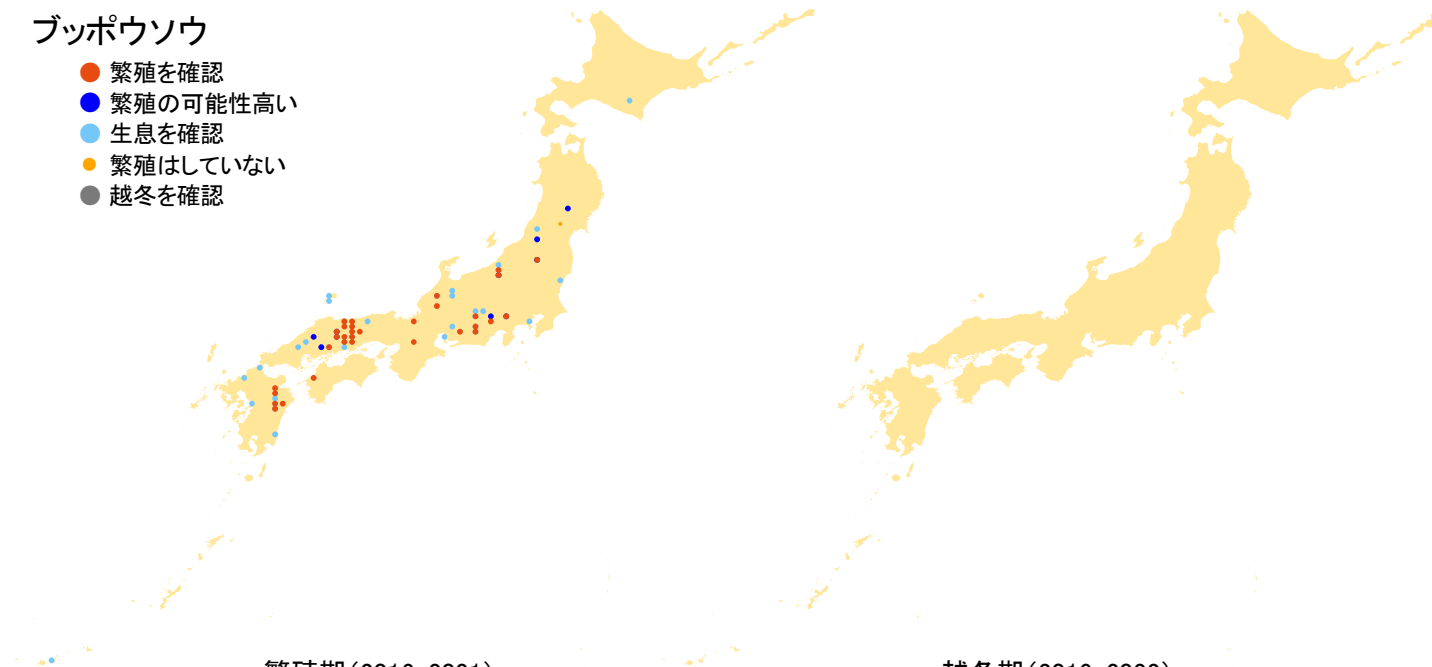 ブッポウソウ
繁殖を確認
繁殖の可能性高い
生息を確認
繁殖はしていない
越冬を確認